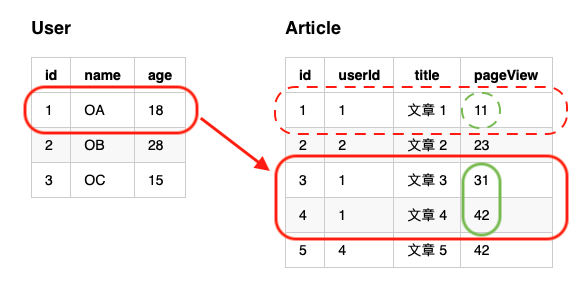 User
id name age
1 OA 18
2 OB 28
3 OC 15
Article
id userId title pageView
1 1 文章 1 11
2 2 文章 2 23
3 1 文章 3 31
4 1 文章 4 42
5 4 文章 5 42